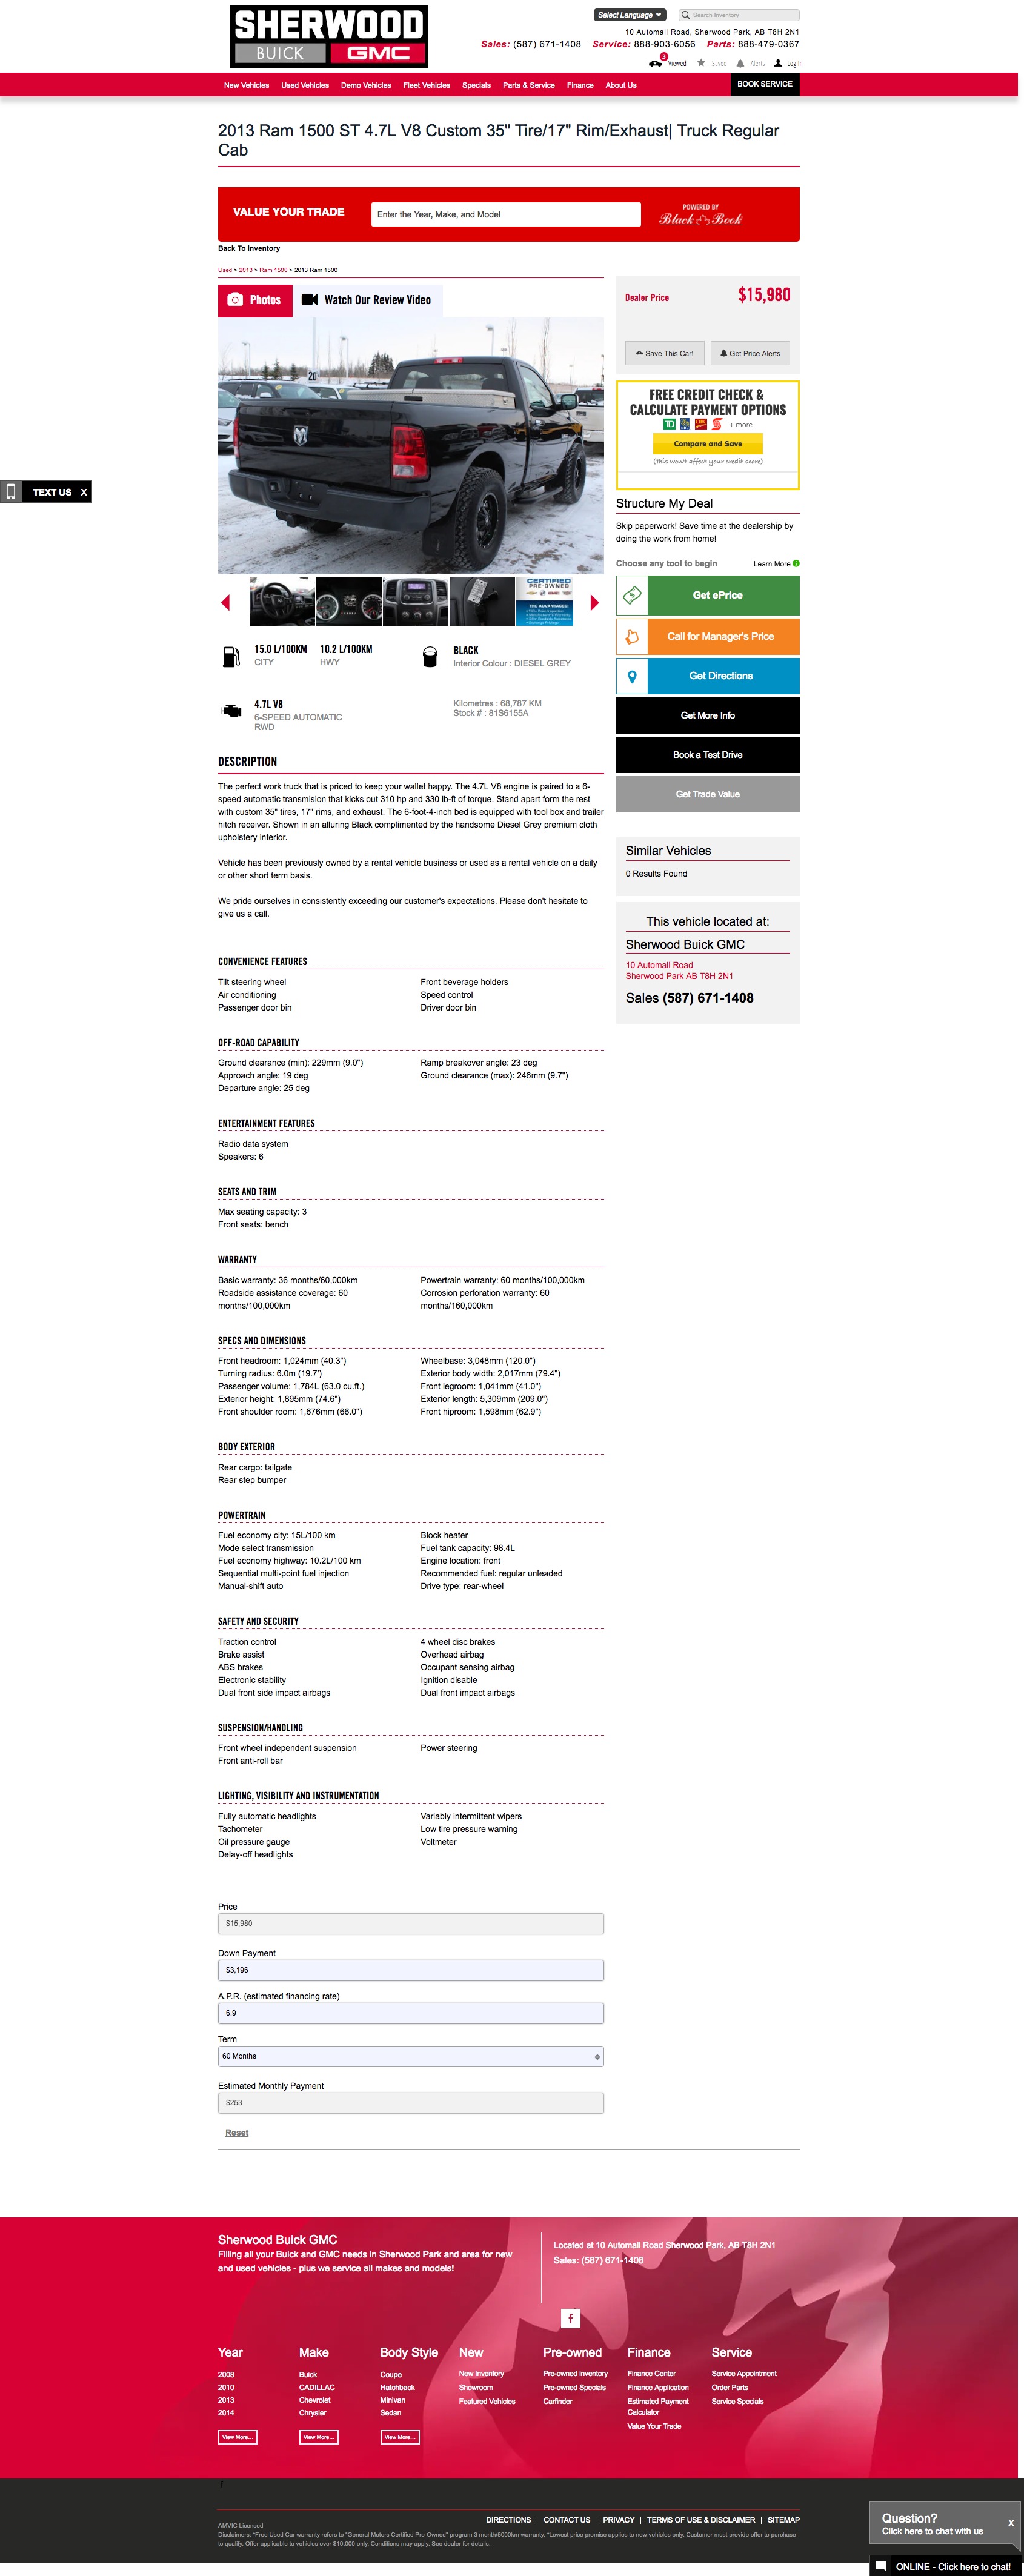 SHERWOOD
BUICK GMC
Select Language
Search Inventory
10 Automall Road, Sherwood Park, AB T8H 2N1
Sales: (587) 671-1408 | Service: 888-903-6056 | Parts: 888-479-0367
3
Viewed Saved Alerts Log In
New Vehicles Used Vehicles Demo Vehicles Fleet Vehicles Specials Parts & Service Finance About Us BOOK SERVICE
2013 Ram 1500 ST 4.7L V8 Custom 35" Tire/17" Rim/Exhaust| Truck Regular
Cab
VALUE YOUR TRADE
Enter the Year, Make, and Model
POWERED BY
Black Book
Back To Inventory
Used > 2013 > Ram 1500 > 2013 Ram 1500
Photos
Watch Our Review Video
20
CERTIFIED
PRE-OWNED
THE ADVANTAGES:
15.0 L/100KM
CITY
10.2 L/100KM
HWY
BLACK
Interior Colour : DIESEL GREY
4.7L V8
6-SPEED AUTOMATIC
RWD
Kilometres : 68,787 KM
Stock # : 81S6155A
DESCRIPTION
The perfect work truck that is priced to keep your wallet happy. The 4.7L V8 engine is paired to a 6-
speed automatic transmision that kicks out 310 hp and 330 lb-ft of torque. Stand apart form the rest
with custom 35" tires, 17" rims, and exhaust. The 6-foot-4-inch bed is equipped with tool box and trailer
hitch receiver. Shown in an alluring Black complimented by the handsome Diesel Grey premium cloth
upholstery interior.
Vehicle has been previously owned by a rental vehicle business or used as a rental vehicle on a daily
or other short term basis.
We pride ourselves in consistently exceeding our customer's expectations. Please don't hesitate to
give us a call.
CONVENIENCE FEATURES
Tilt steering wheel
Air conditioning
Passenger door bin
Front beverage holders
Speed control
Driver door bin
OFF-ROAD CAPABILITY
Ground clearance (min): 229mm (9.0")
Approach angle: 19 deg
Departure angle: 25 deg
Ramp breakover angle: 23 deg
Ground clearance (max): 246mm (9.7")
ENTERTAINMENT FEATURES
Radio data system
Speakers: 6
SEATS AND TRIM
Max seating capacity: 3
Front seats: bench
WARRANTY
Basic warranty: 36 months/60,000km
Roadside assistance coverage: 60
months/100,000km
Powertrain warranty: 60 months/100,000km
Corrosion perforation warranty: 60
months/160,000km
SPECS AND DIMENSIONS
Front headroom: 1,024mm (40.3")
Turning radius: 6.0m (19.7')
Passenger volume: 1,784L (63.0 cu.ft.)
Exterior height: 1,895mm (74.6")
Front shoulder room: 1,676mm (66.0")
Wheelbase: 3,048mm (120.0")
Exterior body width: 2,017mm (79.4")
Front legroom: 1,041mm (41.0")
Exterior length: 5,309mm (209.0")
Front hiproom: 1,598mm (62.9")
BODY EXTERIOR
Rear cargo: tailgate
Rear step bumper
POWERTRAIN
Fuel economy city: 15L/100 km
Mode select transmission
Fuel economy highway: 10.2L/100 km
Sequential multi-point fuel injection
Manual-shift auto
Block heater
Fuel tank capacity: 98.4L
Engine location: front
Recommended fuel: regular unleaded
Drive type: rear-wheel
SAFETY AND SECURITY
Traction control
Brake assist
ABS brakes
Electronic stability
Dual front side impact airbags
4 wheel disc brakes
Overhead airbag
Occupant sensing airbag
Ignition disable
Dual front impact airbags
SUSPENSION/HANDLING
Front wheel independent suspension
Front anti-roll bar
Power steering
LIGHTING, VISIBILITY AND INSTRUMENTATION
Fully automatic headlights
Tachometer
Oil pressure gauge
Delay-off headlights
Variably intermittent wipers
Low tire pressure warning
Voltmeter
Price
$15,980
Down Payment
$3,196
A.P.R. (estimated financing rate)
6.9
Term
60 Months
Estimated Monthly Payment
$253
Reset
Dealer Price $15,980
Save This Car!
Get Price Alerts
FREE CREDIT CHECK &
CALCULATE PAYMENT OPTIONS
TD + more
Compare and Save
(This won't affect your credit score)
Structure My Deal
Skip paperwork! Save time at the dealership by
doing the work from home!
Choose any tool to begin
Learn More
Get ePrice
Call for Manager's Price
Get Directions
Get More Info
Book a Test Drive
Get Trade Value
Similar Vehicles
0 Results Found
This vehicle located at:
Sherwood Buick GMC
10 Automall Road
Sherwood Park AB T8H 2N1
Sales (587) 671-1408
TEXT US X
Sherwood Buick GMC
Filling all your Buick and GMC needs in Sherwood Park and area for new
and used vehicles - plus we service all makes and models!
Located at 10 Automall Road Sherwood Park, AB T8H 2N1
Sales: (587) 671-1408
f
Year
2008
2010
2013
2014
View More...
Make
Buick
CADILLAC
Chevrolet
Chrysler
View More...
Body Style
Coupe
Hatchback
Minivan
Sedan
View More...
New
New Inventory
Showroom
Featured Vehicles
Pre-owned
Pre-owned Inventory
Pre-owned Specials
Carfinder
Finance
Finance Center
Finance Application
Estimated Payment
Calculator
Value Your Trade
Service
Service Appointment
Order Parts
Service Specials
DIRECTIONS | CONTACT US | PRIVACY | TERMS OF USE & DISCLAIMER | SITEMAP
AMVIC Licensed
Disclaimers: *Free Used Car warranty refers to "General Motors Certified Pre-Owned" program 3 month/5000km warranty. *Lowest price promise applies to new vehicles only. Customer must provide offer to purchase
to qualify. Offer applicable to vehicles over $10,000 only. Conditions may apply. See dealer for details.
Question?
Click here to chat with us
X
ONLINE - Click here to chat!